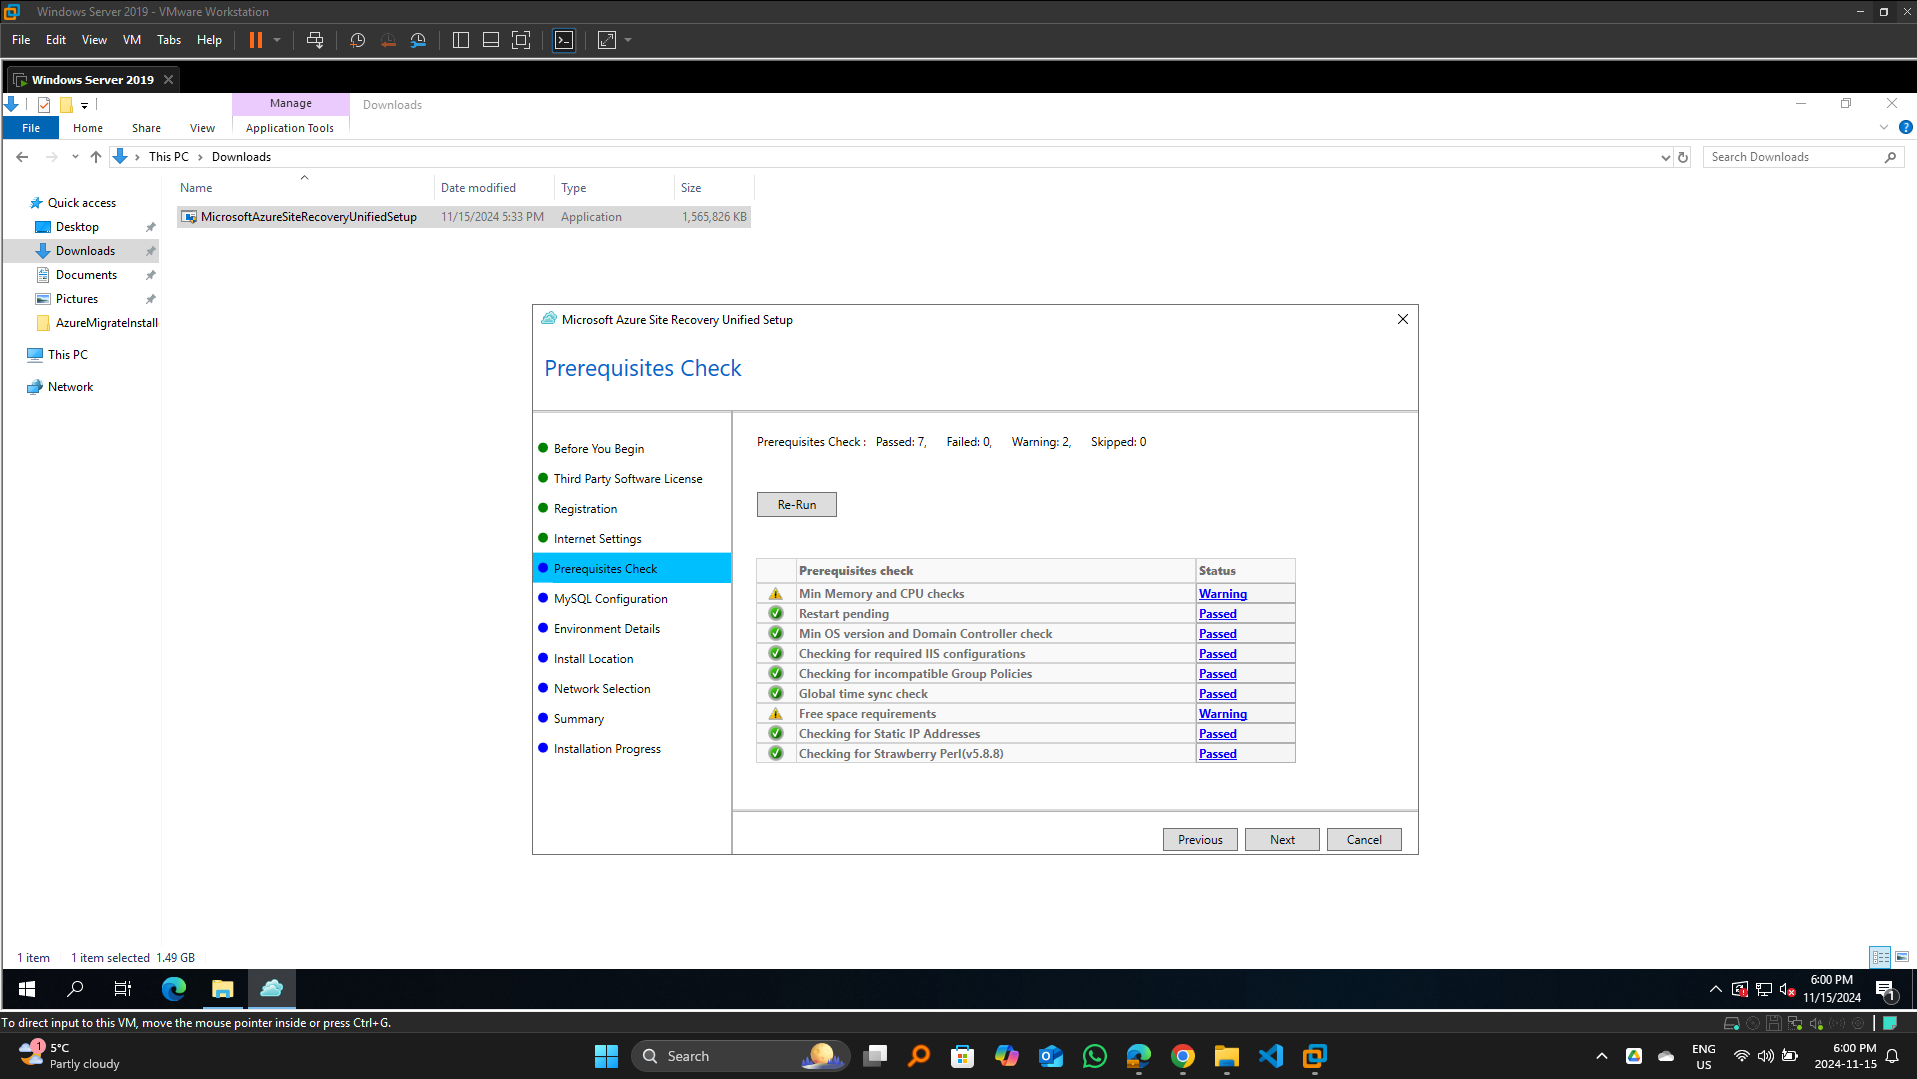 Windows Server 2019 - VMware Workstation
File Edit View VM Tabs Help
Windows Server 2019
Manage Downloads
File Home Share View Application Tools
This PC Downloads Search Downloads
Name Date modified Type Size
MicrosoftAzureSiteRecoveryUnifiedSetup 11/15/2024 5:33 PM Application 1,565,826 KB
Quick access
Desktop
Downloads
Documents
Pictures
AzureMigrateInstall
This PC
Network
Microsoft Azure Site Recovery Unified Setup
Prerequisites Check
Before You Begin
Third Party Software License
Registration
Internet Settings
Prerequisites Check
MySQL Configuration
Environment Details
Install Location
Network Selection
Summary
Installation Progress
Prerequisites Check : Passed: 7, Failed: 0, Warning: 2, Skipped: 0
Re-Run
Prerequisites check Status
Min Memory and CPU checks Warning
Restart pending Passed
Min OS version and Domain Controller check Passed
Checking for required IIS configurations Passed
Checking for incompatible Group Policies Passed
Global time sync check Passed
Free space requirements Warning
Checking for Static IP Addresses Passed
Checking for Strawberry Perl(v5.8.8) Passed
Previous Next Cancel
1 item 1 item selected 1.49 GB
6:00 PM
11/15/2024
1
To direct input to this VM, move the mouse pointer inside or press Ctrl+G.
1
5°C
Partly cloudy
Search
ENG
US
6:00 PM
2024-11-15